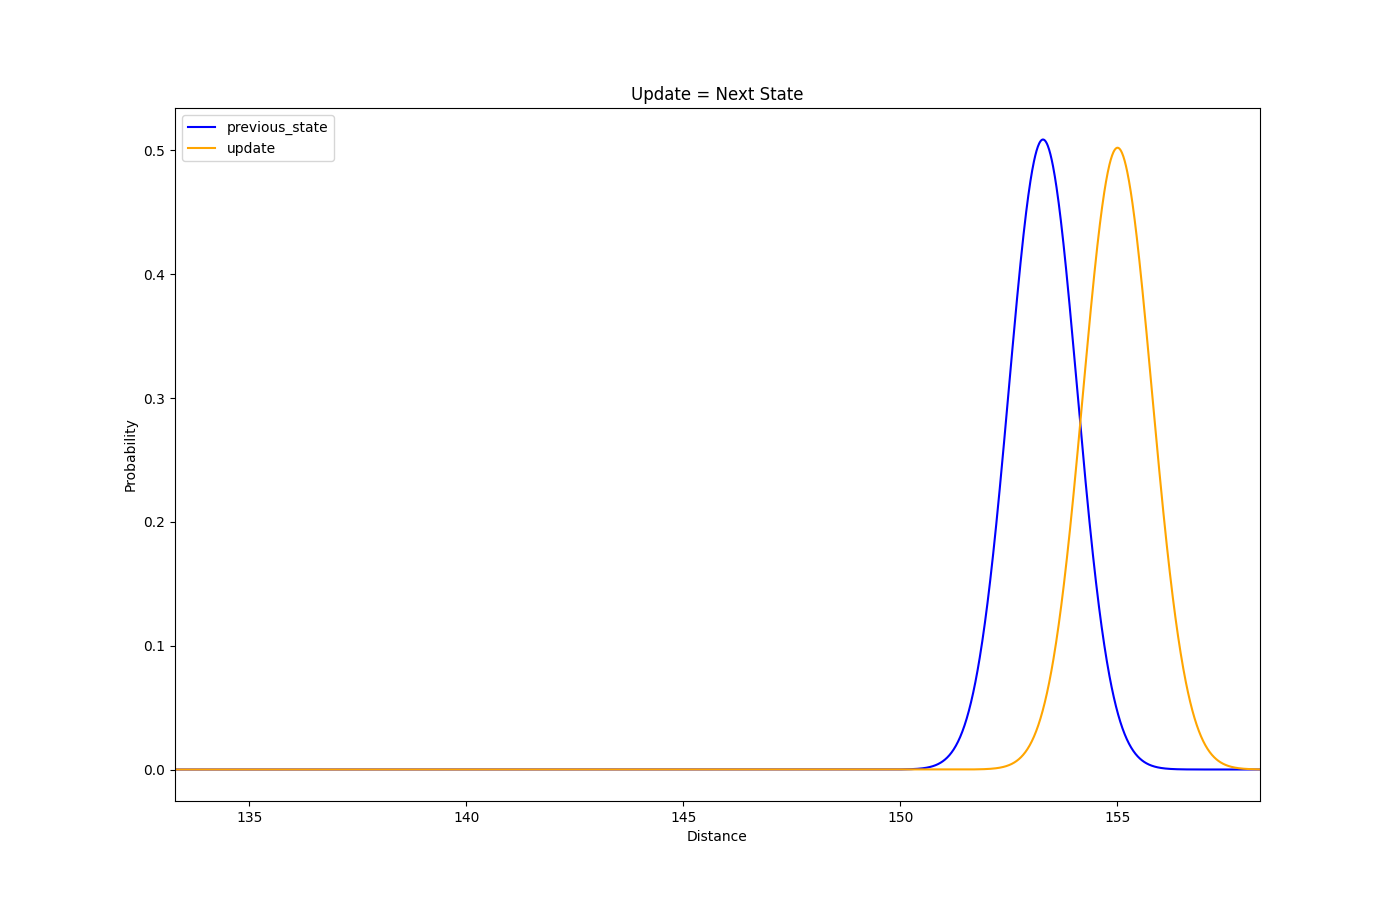 Update = Next State
previous_state
update
0.5
0.4
0.3
0.2
0.1
0.0
Probability
135 140 145 150 155
Distance